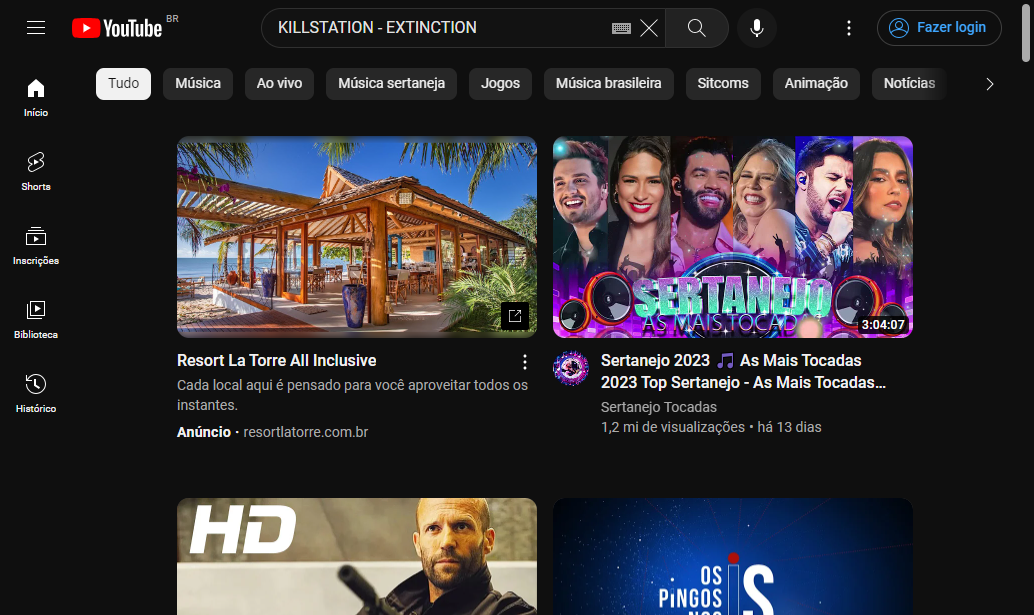 YouTube BR
KILLSTATION - EXTINCTION
Fazer login
Tudo
Música
Ao vivo
Música sertaneja
Jogos
Música brasileira
Sitcoms
Animação
Notícias
Início
Shorts
Inscrições
Biblioteca
Histórico
SERTANEJO
AS MAIS TOCAD
3:04:07
Resort La Torre All Inclusive
Cada local aqui é pensado para você aproveitar todos os
instantes.
Anúncio · resortlatorre.com.br
Sertanejo 2023 🎵 As Mais Tocadas
2023 Top Sertanejo - As Mais Tocadas...
Sertanejo Tocadas
1,2 mi de visualizações • há 13 dias
HD
OS
PINGOS
NOS
IS